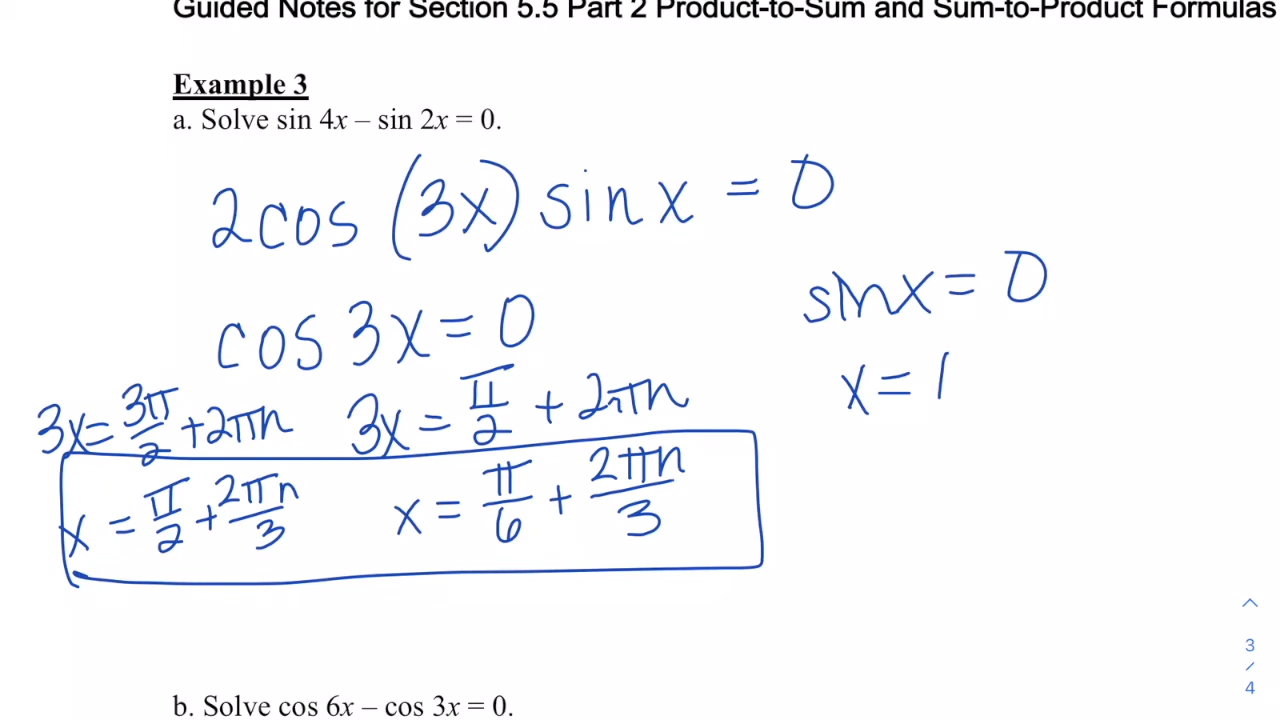 Guided Notes for Section 5.5 Part 2 Product-to-Sum and Sum-to-Product Formulas
Example 3
a. Solve sin 4x – sin 2x = 0.
2cos (3x) sin x = 0
cos 3x = 0
sin x = 0
3x = 3π/2 + 2πn
3x = π/2 + 2πn
x = 1
x = π/2 + 2πn/3
x = π/6 + 2πn/3
b. Solve cos 6x – cos 3x = 0.
3
/
4